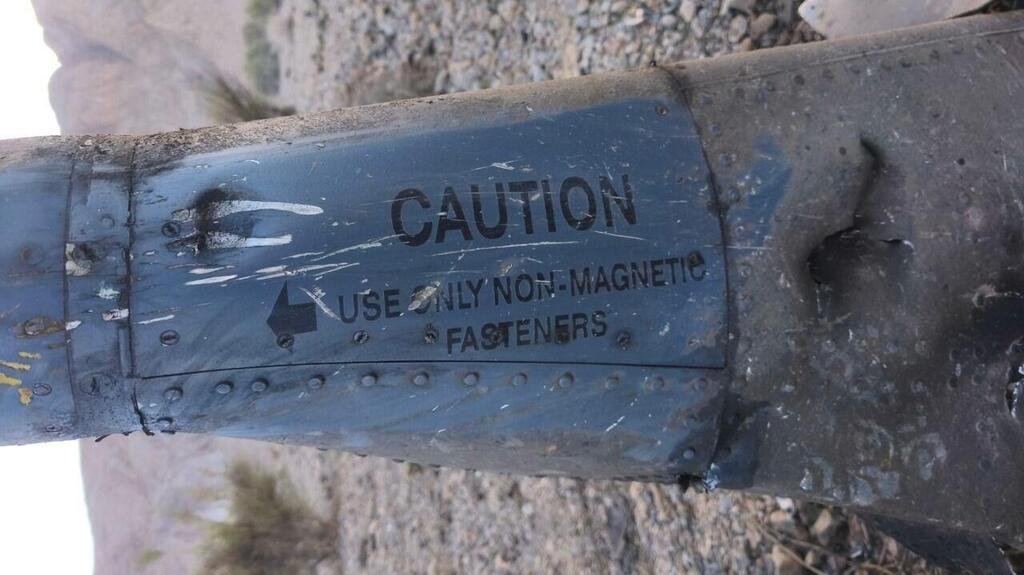 CAUTION
USE ONLY NON-MAGNETIC
FASTENERS